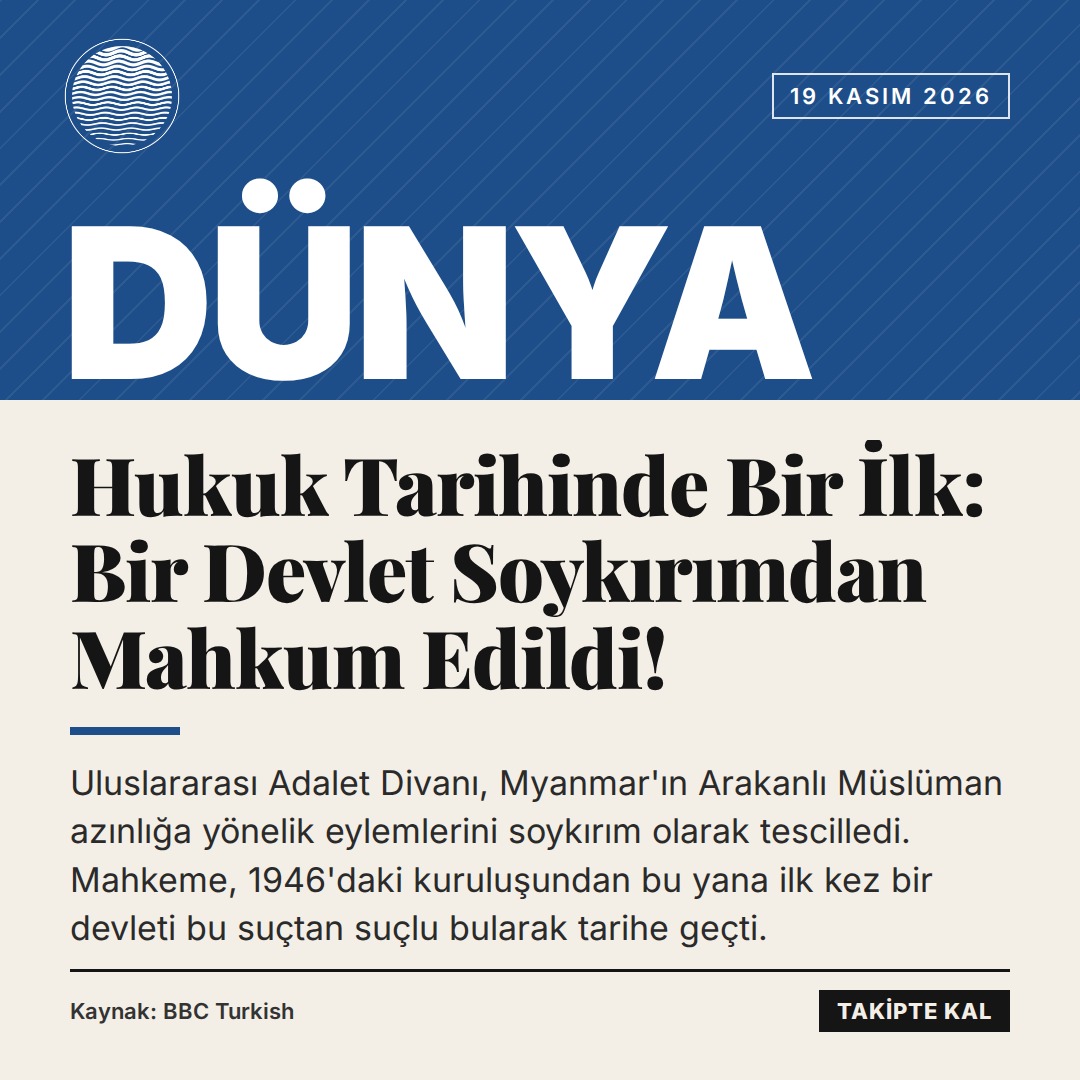 19 KASIM 2026
DÜNYA
Hukuk Tarihinde Bir İlk:
Bir Devlet Soykırımdan
Mahkum Edildi!
Uluslararası Adalet Divanı, Myanmar'ın Arakanlı Müslüman
azınlığa yönelik eylemlerini soykırım olarak tescilledi.
Mahkeme, 1946'daki kuruluşundan bu yana ilk kez bir
devleti bu suçtan suçlu bularak tarihe geçti.
Kaynak: BBC Turkish
TAKİPTE KAL